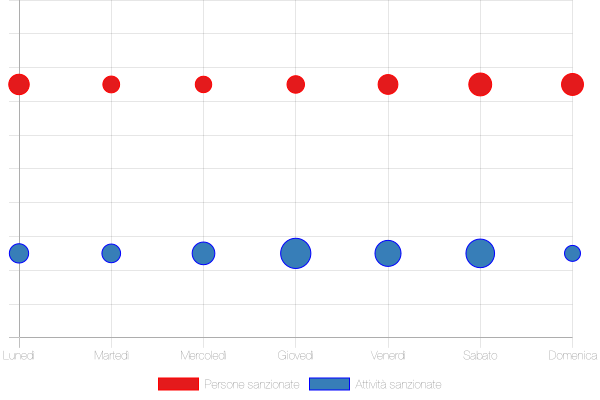 Lunedì Martedì Mercoledì Giovedì Venerdì Sabato Domenica
Persone sanzionate Attività sanzionate